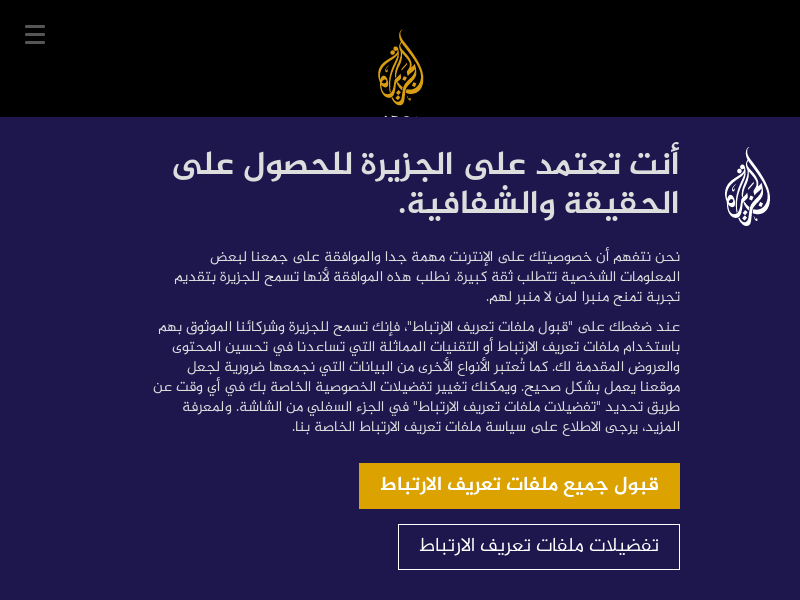 أنت تعتمد على الجزيرة للحصول على
الحقيقة والشفافية.
نحن نتفهم أن خصوصيتك على الإنترنت مهمة جدا والموافقة على جمعنا لبعض
المعلومات الشخصية تتطلب ثقة كبيرة. نطلب هذه الموافقة لأنها تسمح للجزيرة بتقديم
تجربة تمنح منبرا لمن لا منبر لهم.
عند ضغطك على "قبول ملفات تعريف الارتباط"، فإنك تسمح للجزيرة وشركائنا الموثوق بهم
باستخدام ملفات تعريف الارتباط أو التقنيات المماثلة التي تساعدنا في تحسين المحتوى
والعروض المقدمة لك. كما تُعتبر الأنواع الأخرى من البيانات التي نجمعها ضرورية لجعل
موقعنا يعمل بشكل صحيح. ويمكنك تغيير تفضيلات الخصوصية الخاصة بك في أي وقت عن
طريق تحديد "تفضيلات ملفات تعريف الارتباط" في الجزء السفلي من الشاشة. ولمعرفة
المزيد، يرجى الاطلاع على سياسة ملفات تعريف الارتباط الخاصة بنا.
قبول جميع ملفات تعريف الارتباط
تفضيلات ملفات تعريف الارتباط